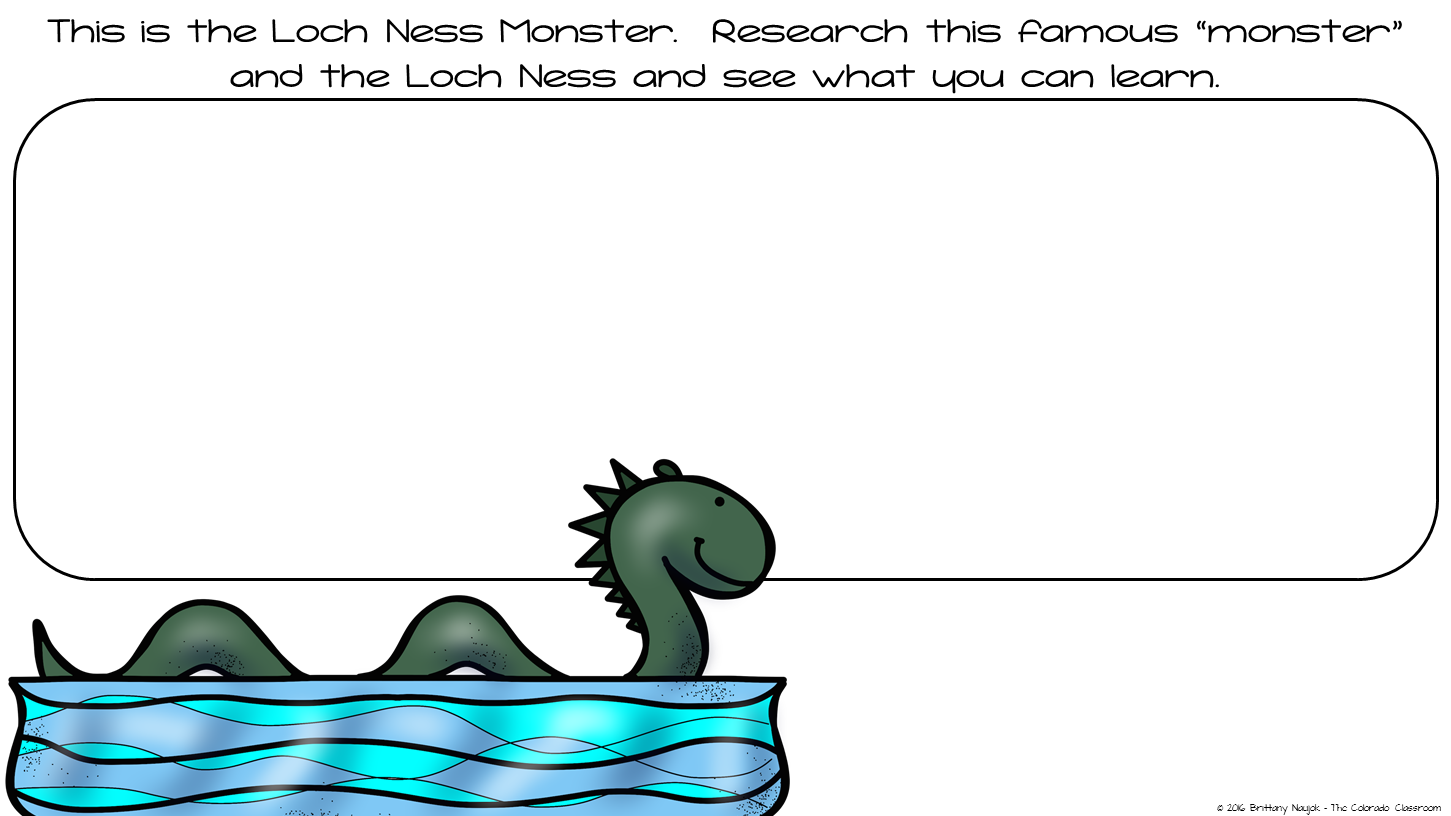 This is the Loch Ness Monster. Research this famous “monster”
and the Loch Ness and see what you can learn.
© 2016 Brittany Naujok - The Colorado Classroom